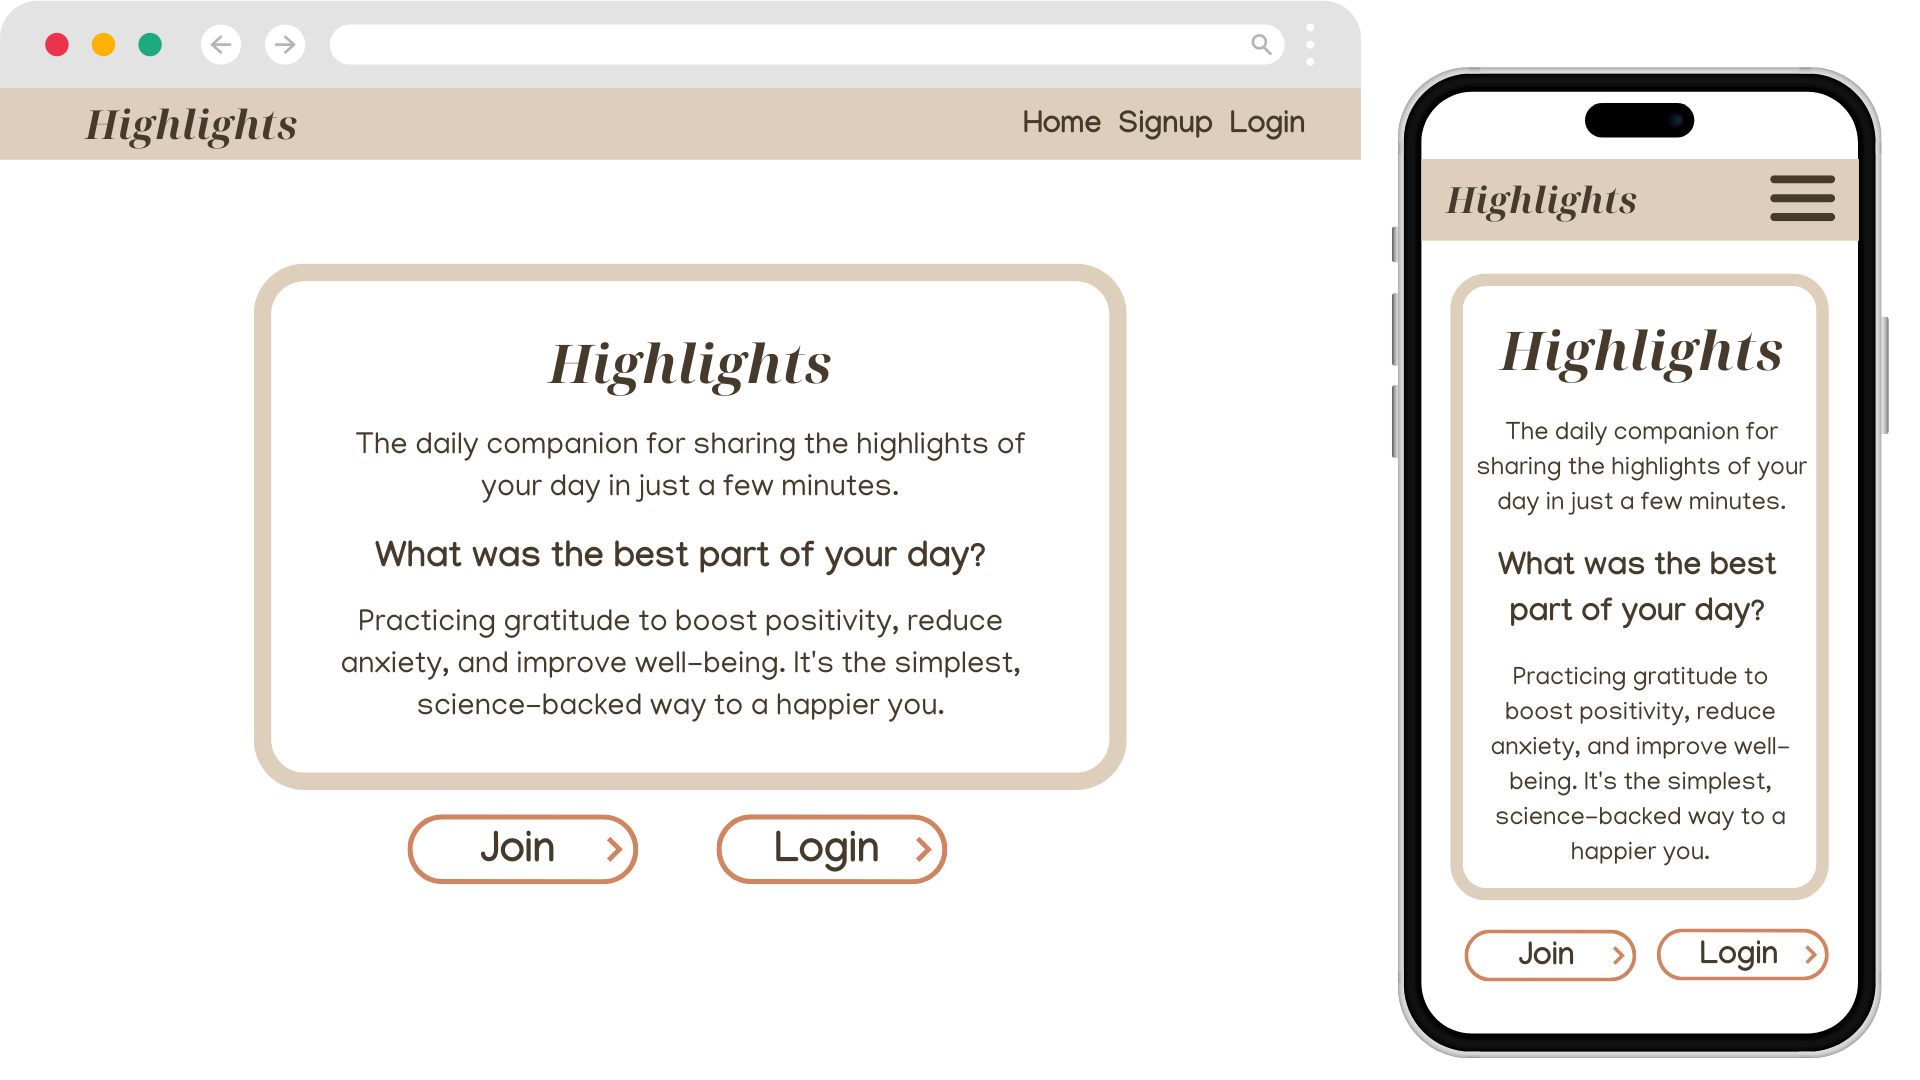 Highlights
Home Signup Login
Highlights
The daily companion for sharing the highlights of
your day in just a few minutes.
What was the best part of your day?
Practicing gratitude to boost positivity, reduce
anxiety, and improve well-being. It's the simplest,
science-backed way to a happier you.
Join
Login
Highlights
Highlights
The daily companion for
sharing the highlights of your
day in just a few minutes.
What was the best
part of your day?
Practicing gratitude to
boost positivity, reduce
anxiety, and improve well-
being. It's the simplest,
science-backed way to a
happier you.
Join
Login